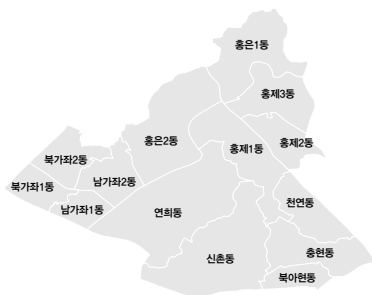 홍은1동
홍제3동
홍은2동
홍제1동
홍제2동
북가좌2동
북가좌1동
남가좌2동
남가좌1동
연희동
천연동
신촌동
충현동
북아현동